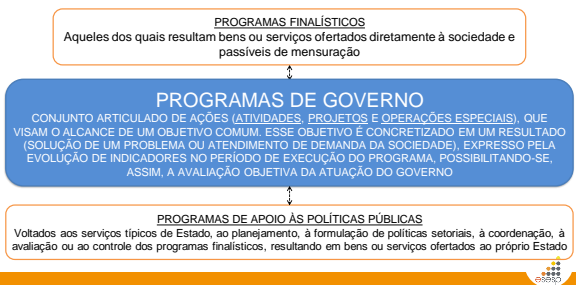 PROGRAMAS FINALÍSTICOS
Aqueles dos quais resultam bens ou serviços ofertados diretamente à sociedade e
passíveis de mensuração
PROGRAMAS DE GOVERNO
CONJUNTO ARTICULADO DE AÇÕES (ATIVIDADES, PROJETOS E OPERAÇÕES ESPECIAIS), QUE
VISAM O ALCANCE DE UM OBJETIVO COMUM. ESSE OBJETIVO É CONCRETIZADO EM UM RESULTADO
(SOLUÇÃO DE UM PROBLEMA OU ATENDIMENTO DE DEMANDA DA SOCIEDADE), EXPRESSO PELA
EVOLUÇÃO DE INDICADORES NO PERÍODO DE EXECUÇÃO DO PROGRAMA, POSSIBILITANDO-SE,
ASSIM, A AVALIAÇÃO OBJETIVA DA ATUAÇÃO DO GOVERNO
PROGRAMAS DE APOIO ÀS POLÍTICAS PÚBLICAS
Voltados aos serviços típicos de Estado, ao planejamento, à formulação de políticas setoriais, à coordenação, à
avaliação ou ao controle dos programas finalísticos, resultando em bens ou serviços ofertados ao próprio Estado
esesp